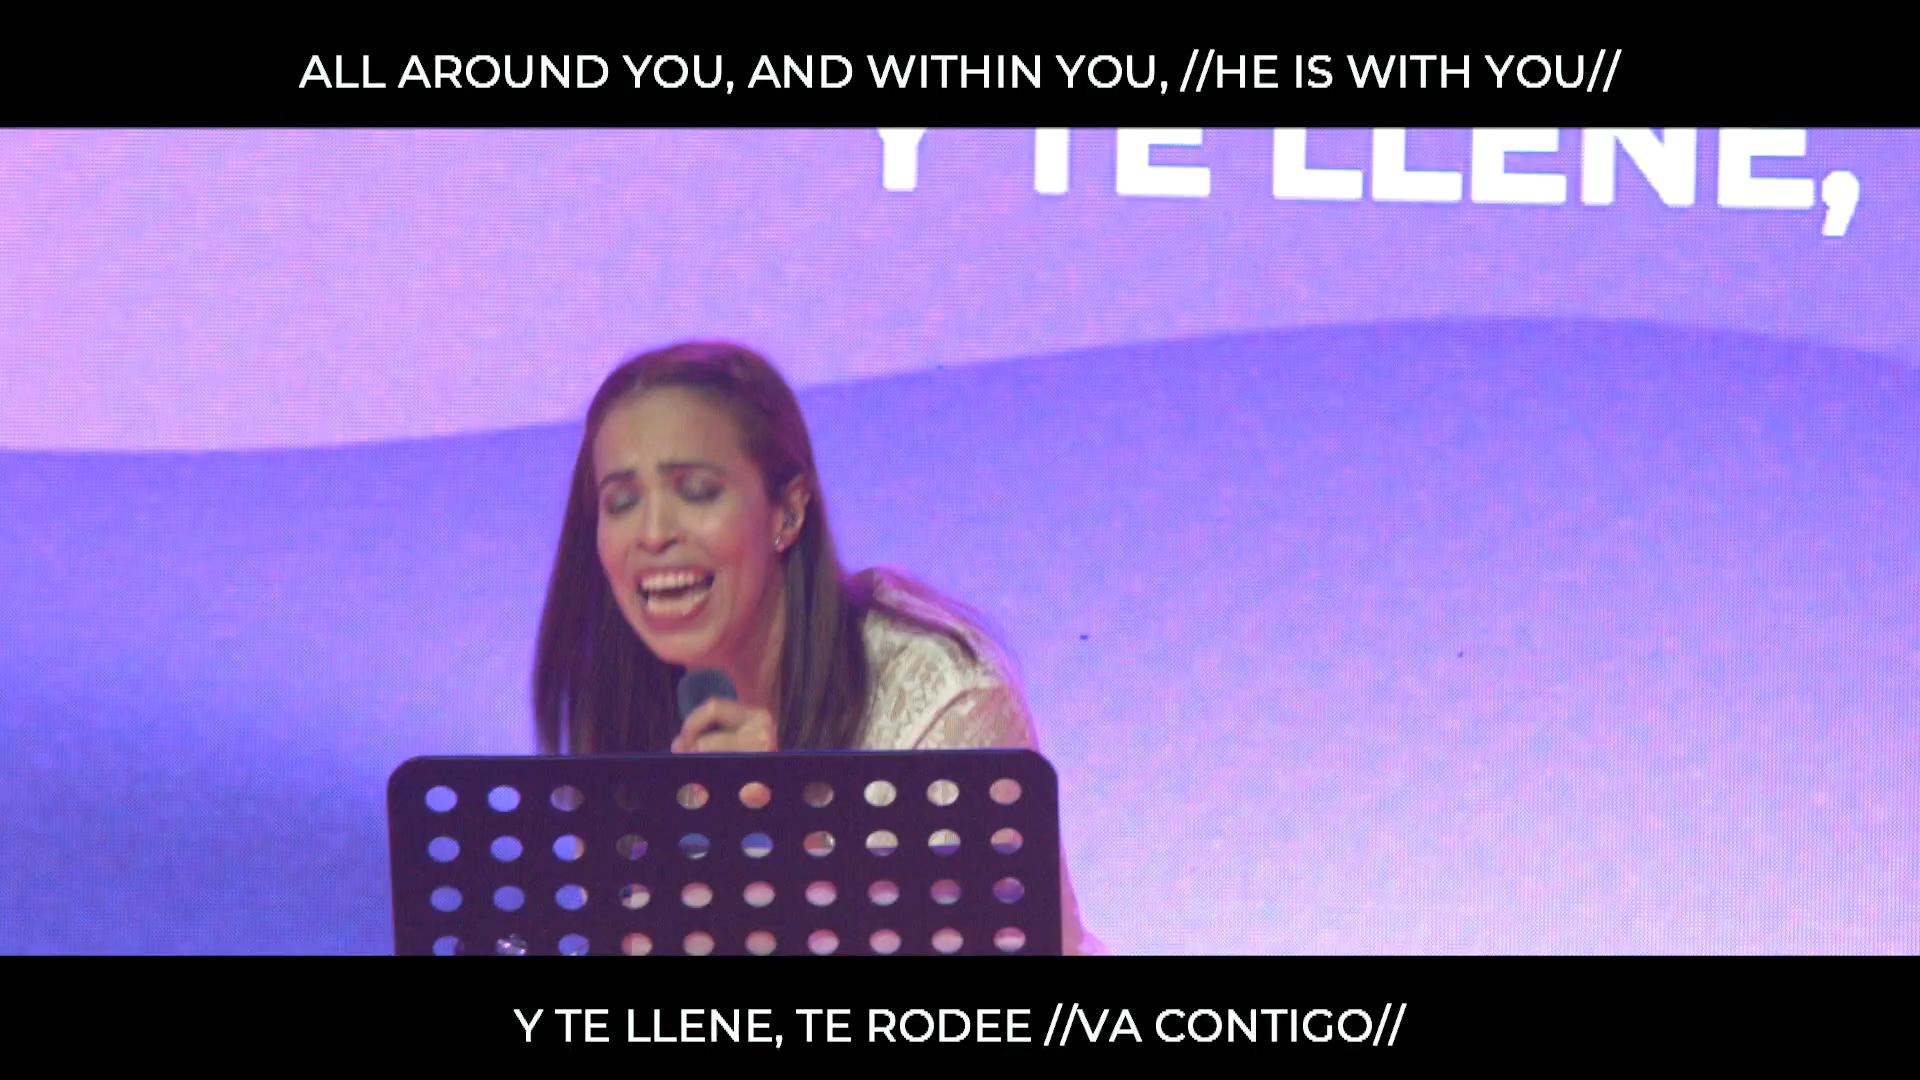 ALL AROUND YOU, AND WITHIN YOU, //HE IS WITH YOU//
Y TE LLENE,
Y TE LLENE, TE RODEE //VA CONTIGO//